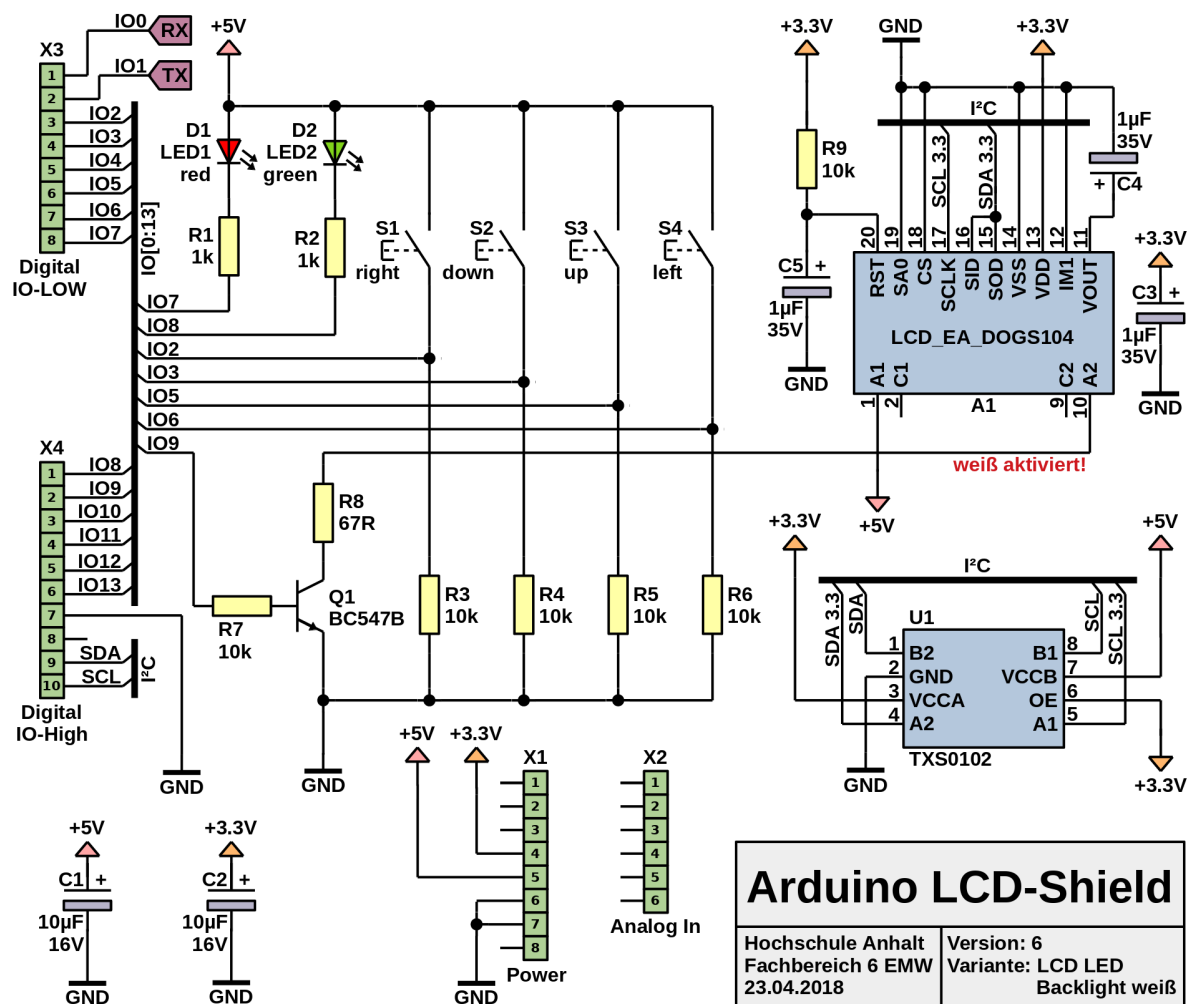 IO0
RX
+5V
X3
1
IO1
TX
2
3
IO2
4
IO3
5
IO4
6
IO5
7
IO6
8
IO7
Digital
IO-LOW
IO[0:13]
D1
LED1
red
D2
LED2
green
R1
1k
R2
1k
S1
right
S2
down
S3
up
S4
left
IO7
IO8
IO2
IO3
IO5
IO6
IO9
X4
1
IO8
2
IO9
3
IO10
4
IO11
5
IO12
6
IO13
7
8
9
SDA
10
SCL
I²C
Digital
IO-High
GND
R8
67R
Q1
BC547B
R7
10k
R3
10k
R4
10k
R5
10k
R6
10k
GND
+3.3V
GND
+3.3V
I²C
SCL 3.3
SDA 3.3
1µF
35V
+
C4
R9
10k
C5
+
1µF
35V
GND
20
19
18
17
16
15
14
13
12
11
RST
SA0
CS
SCLK
SID
SOD
VSS
VDD
IM1
VOUT
LCD_EA_DOGS104
A1
C1
C2
A2
1
2
9
10
A1
+3.3V
C3
+
1µF
35V
GND
weiß aktiviert!
+5V
+3.3V
+5V
I²C
SDA 3.3
SDA
SCL
SCL 3.3
U1
1
B2
B1
8
2
GND
VCCB
7
3
VCCA
OE
6
4
A2
A1
5
TXS0102
GND
+3.3V
+5V
+3.3V
X1
1
2
3
4
5
6
7
8
Power
GND
X2
1
2
3
4
5
6
Analog In
+5V
C1
+
10µF
16V
GND
+3.3V
C2
+
10µF
16V
GND
Arduino LCD-Shield
Hochschule Anhalt
Fachbereich 6 EMW
23.04.2018
Version: 6
Variante: LCD LED
Backlight weiß